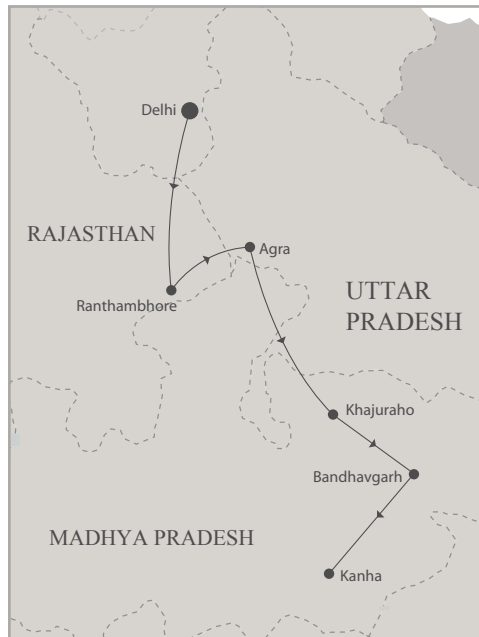 Delhi
RAJASTHAN
Agra
Ranthambhore
UTTAR
PRADESH
Khajuraho
Bandhavgarh
MADHYA PRADESH
Kanha